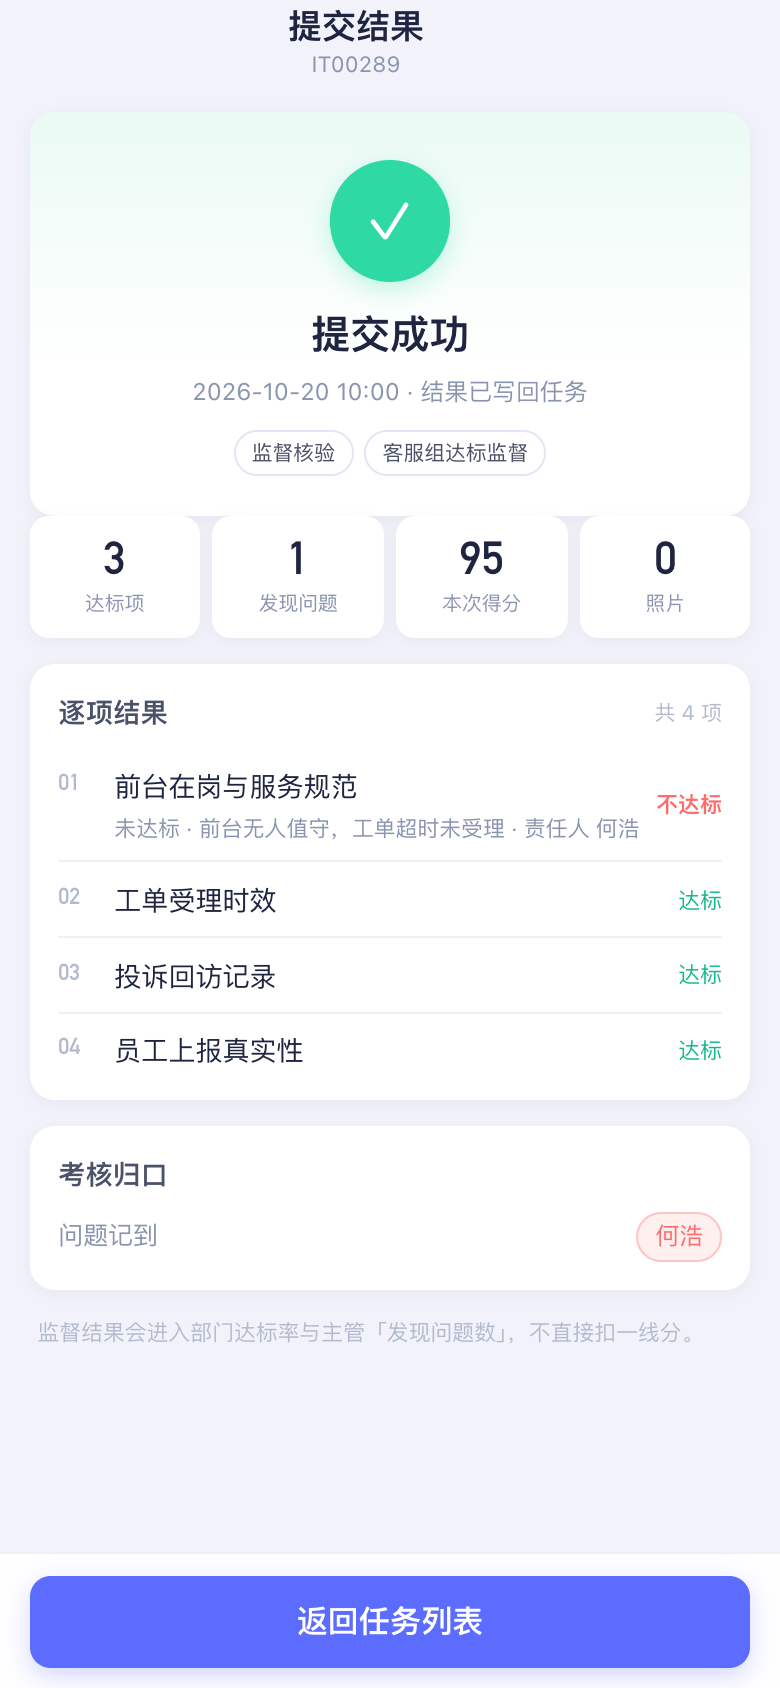 提交结果
IT00289
提交成功
2026-10-20 10:00 · 结果已写回任务
监督核验 客服组达标监督
3 1 95 0
达标项 发现问题 本次得分 照片
逐项结果 共 4 项
01 前台在岗与服务规范 不达标
未达标 · 前台无人值守，工单超时未受理 · 责任人 何浩
02 工单受理时效 达标
03 投诉回访记录 达标
04 员工上报真实性 达标
考核归口
问题记到 何浩
监督结果会进入部门达标率与主管「发现问题数」，不直接扣一线分。
返回任务列表